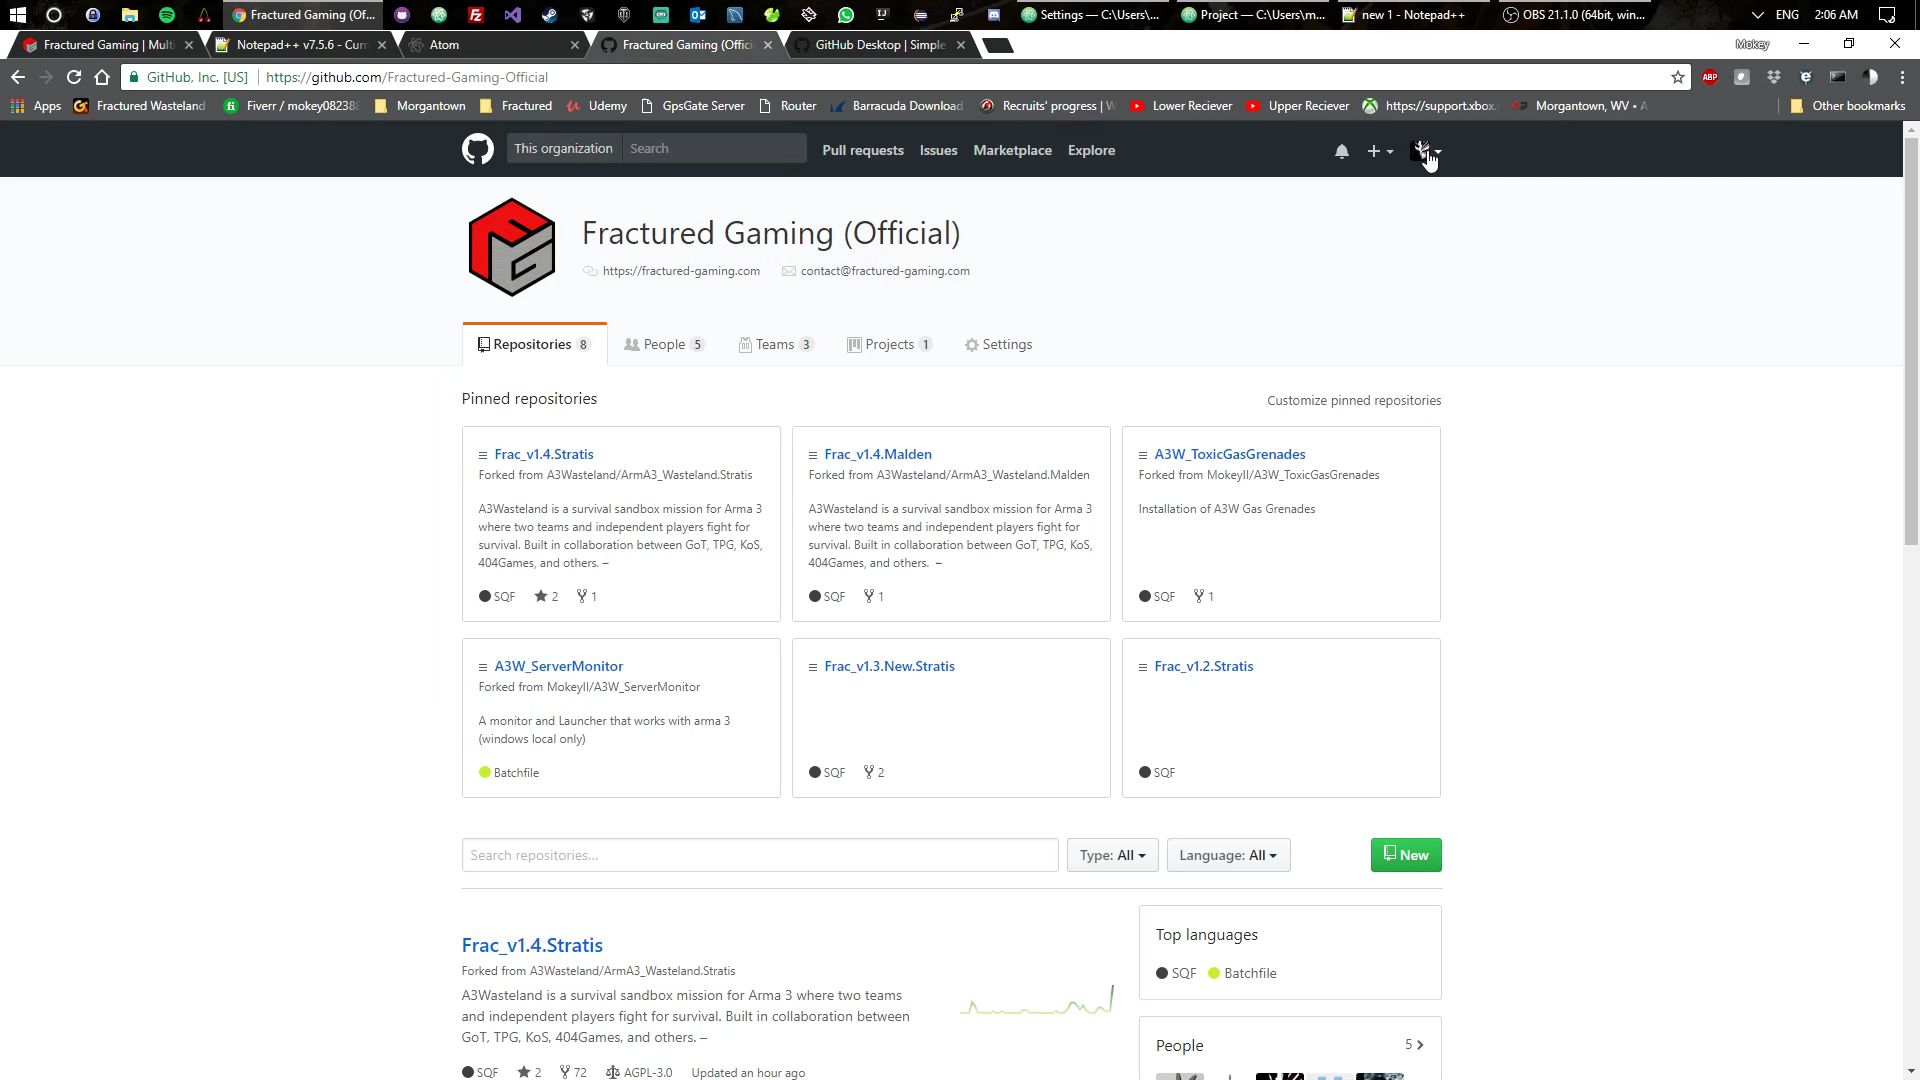 Fractured Gaming (Of...
Settings — C:\Users\...
Project — C:\Users\m...
new 1 - Notepad++
OBS 21.1.0 (64bit, win...
ENG
2:06 AM
Fractured Gaming | Multi
Notepad++ v7.5.6 - Curr
Atom
Fractured Gaming (Offici
GitHub Desktop | Simple
Mokey
GitHub, Inc. [US]
https://github.com/Fractured-Gaming-Official
ABP
Apps
Fractured Wasteland
Fiverr / mokey08238
Morgantown
Fractured
Udemy
GpsGate Server
Router
Barracuda Download
Recruits' progress |
Lower Reciever
Upper Reciever
https://support.xbox.
Morgantown, WV •
Other bookmarks
This organization
Search
Pull requests
Issues
Marketplace
Explore
Fractured Gaming (Official)
https://fractured-gaming.com
contact@fractured-gaming.com
Repositories 8
People 5
Teams 3
Projects 1
Settings
Pinned repositories
Customize pinned repositories
Frac_v1.4.Stratis
Forked from A3Wasteland/ArmA3_Wasteland.Stratis
A3Wasteland is a survival sandbox mission for Arma 3
where two teams and independent players fight for
survival. Built in collaboration between GoT, TPG, KoS,
404Games, and others. –
SQF 2 1
Frac_v1.4.Malden
Forked from A3Wasteland/ArmA3_Wasteland.Malden
A3Wasteland is a survival sandbox mission for Arma 3
where two teams and independent players fight for
survival. Built in collaboration between GoT, TPG, KoS,
404Games, and others. –
SQF 1
A3W_ToxicGasGrenades
Forked from MokeyII/A3W_ToxicGasGrenades
Installation of A3W Gas Grenades
SQF 1
A3W_ServerMonitor
Forked from MokeyII/A3W_ServerMonitor
A monitor and Launcher that works with arma 3
(windows local only)
Batchfile
Frac_v1.3.New.Stratis
SQF 2
Frac_v1.2.Stratis
SQF
Search repositories...
Type: All
Language: All
New
Frac_v1.4.Stratis
Forked from A3Wasteland/ArmA3_Wasteland.Stratis
A3Wasteland is a survival sandbox mission for Arma 3 where two teams
and independent players fight for survival. Built in collaboration between
GoT, TPG, KoS, 404Games, and others. –
SQF 2 72 AGPL-3.0 Updated an hour ago
Top languages
SQF Batchfile
People
5